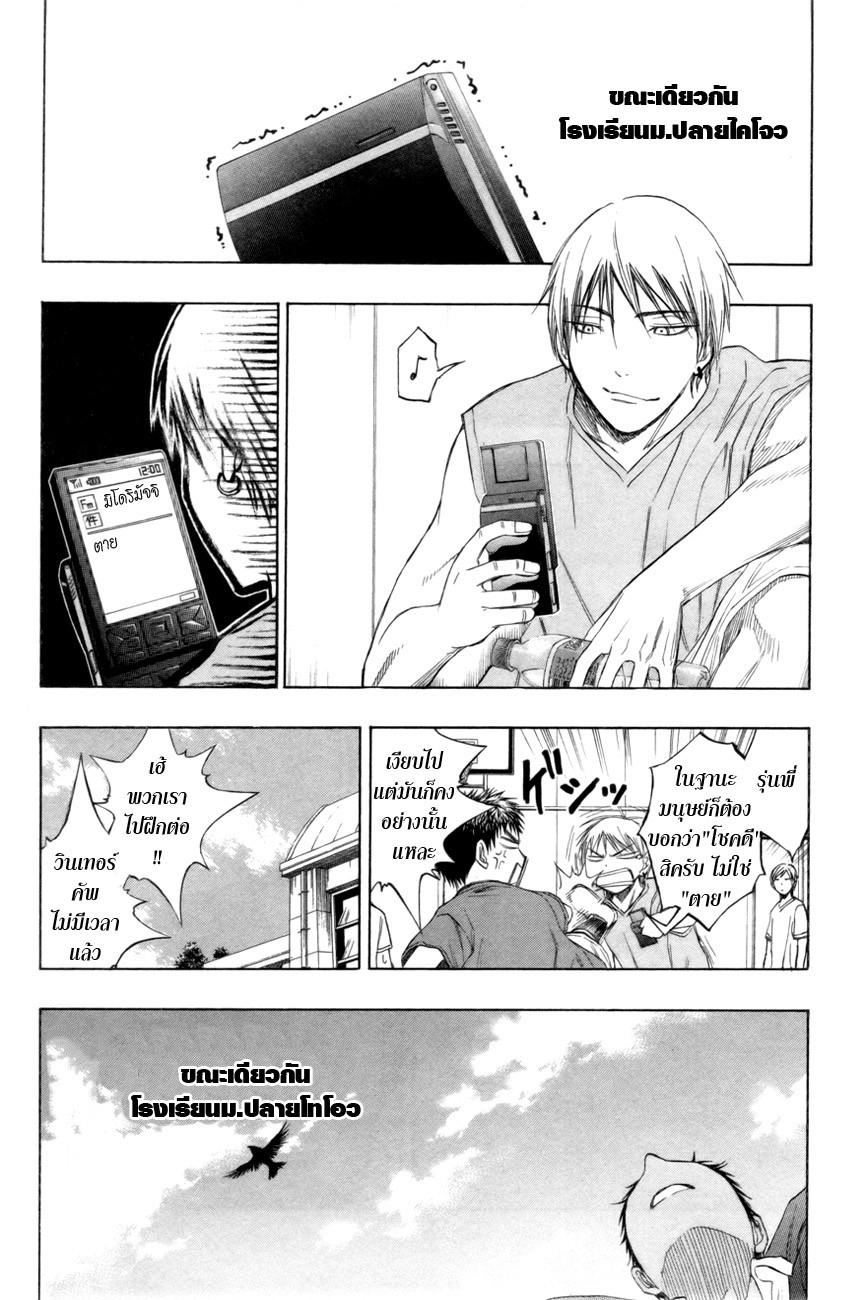 ขณะเดียวกัน
โรงเรียนม.ปลายไคโจว
12:00
Fm
มิโดริมัจจิ
件
ตาย
ในฐานะ รุ่นพี่
มนุษย์ก็ต้อง
บอกว่า"โชคดี"
สิครับ ไม่ใช่
"ตาย"
ゲシッ
เงียบไป
แต่มันก็คง
อย่างนั้น
แหละ
เฮ้
พวกเรา
ไปฝึกต่อ
!!
วินเทอร์
คัพ
ไม่มีเวลา
แล้ว
ขณะเดียวกัน
โรงเรียนม.ปลายโทโอว